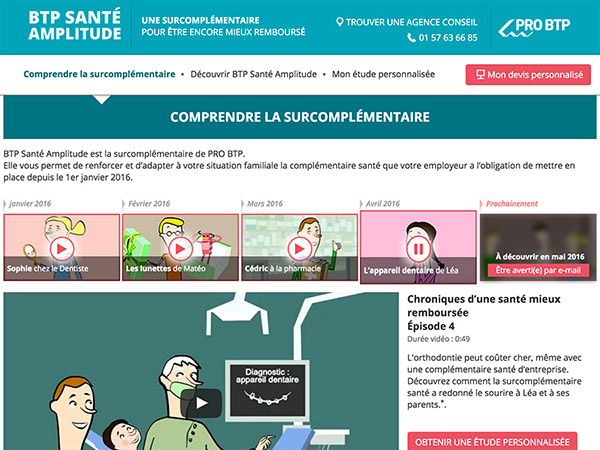 BTP SANTÉ
AMPLITUDE
UNE SURCOMPLÉMENTAIRE
POUR ÊTRE ENCORE MIEUX REMBOURSÉ
TROUVER UNE AGENCE CONSEIL
01 57 63 66 85
PRO BTP
Comprendre la surcomplémentaire • Découvrir BTP Santé Amplitude • Mon étude personnalisée
Mon devis personnalisé
COMPRENDRE LA SURCOMPLÉMENTAIRE
BTP Santé Amplitude est la surcomplémentaire de PRO BTP.
Elle vous permet de renforcer et d'adapter à votre situation familiale la complémentaire santé que votre employeur a l'obligation de mettre en
place depuis le 1er janvier 2016.
janvier 2016
Février 2016
Mars 2016
Avril 2016
Prochainement
Sophie chez le Dentiste
Les lunettes de Matéo
Cédric à la pharmacie
L'appareil dentaire de Léa
À découvrir en mai 2016
Être averti(e) par e-mail
Diagnostic :
appareil dentaire
Chroniques d'une santé mieux
remboursée
Épisode 4
Durée vidéo : 0:49
L'orthodontie peut coûter cher, même avec
une complémentaire santé d'entreprise.
Découvrez comment la surcomplémentaire
santé a redonné le sourire à Léa et à ses
parents.*.
OBTENIR UNE ÉTUDE PERSONNALISÉE